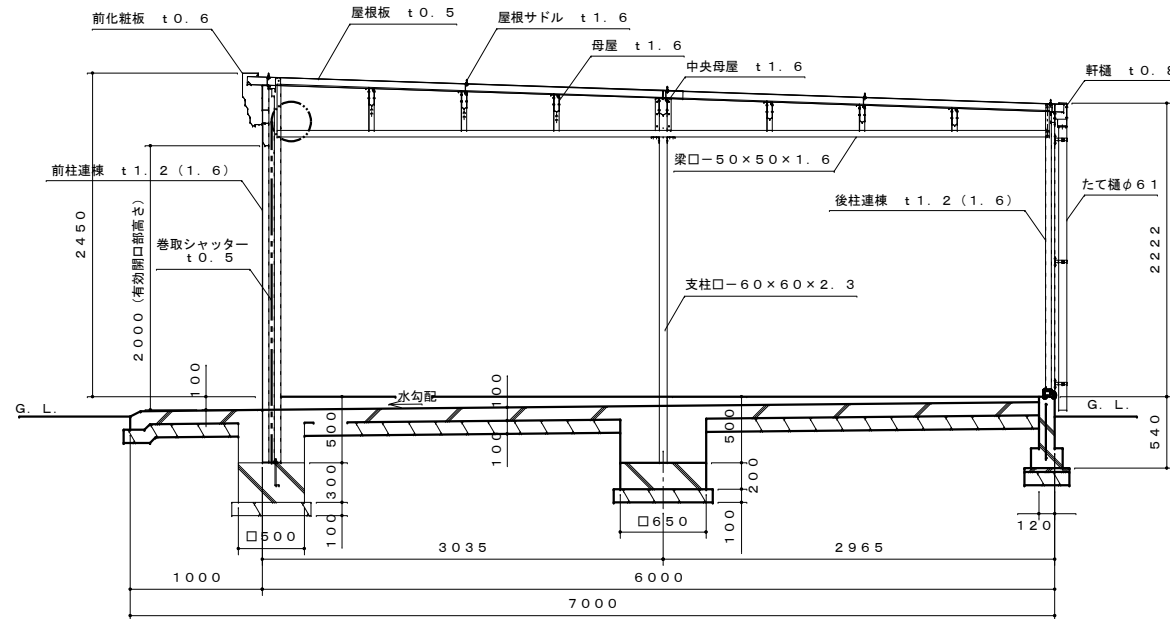 前化粧板 ｔ０．６
屋根板 ｔ０．５
屋根サドル ｔ１．６
母屋 ｔ１．６
中央母屋 ｔ１．６
軒樋 ｔ０．８
梁口－５０×５０×１．６
前柱連棟 ｔ１．２（１．６）
後柱連棟 ｔ１．２（１．６）
たて樋φ６１
２４５０
２０００（有効開口部高さ）
巻取シャッター
ｔ０．５
支柱口－６０×６０×２．３
２２２２
１００
水勾配
１００
Ｇ．Ｌ．
Ｇ．Ｌ．
５００
１００
５００
５４０
３００
２００
１００
１００
□５００
□６５０
１２０
３０３５
２９６５
１０００
６０００
７０００